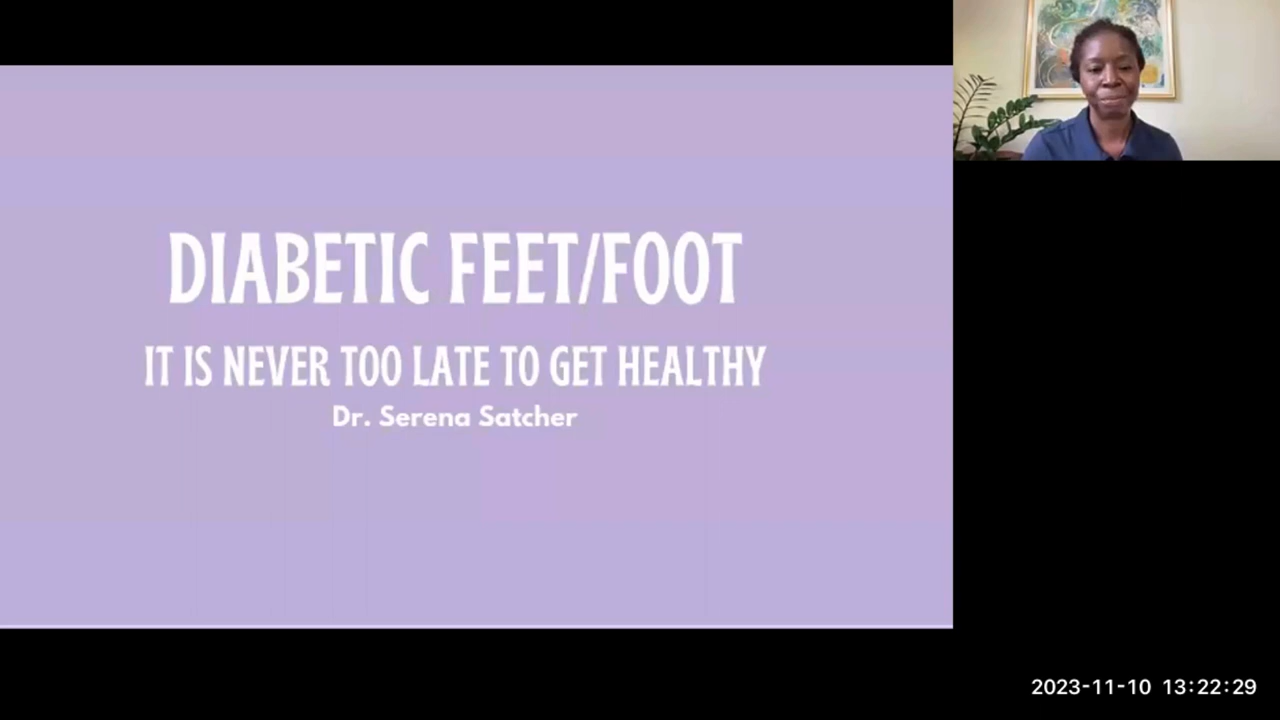 DIABETIC FEET/FOOT
IT IS NEVER TOO LATE TO GET HEALTHY
Dr. Serena Satcher
2023-11-10 13:22:29